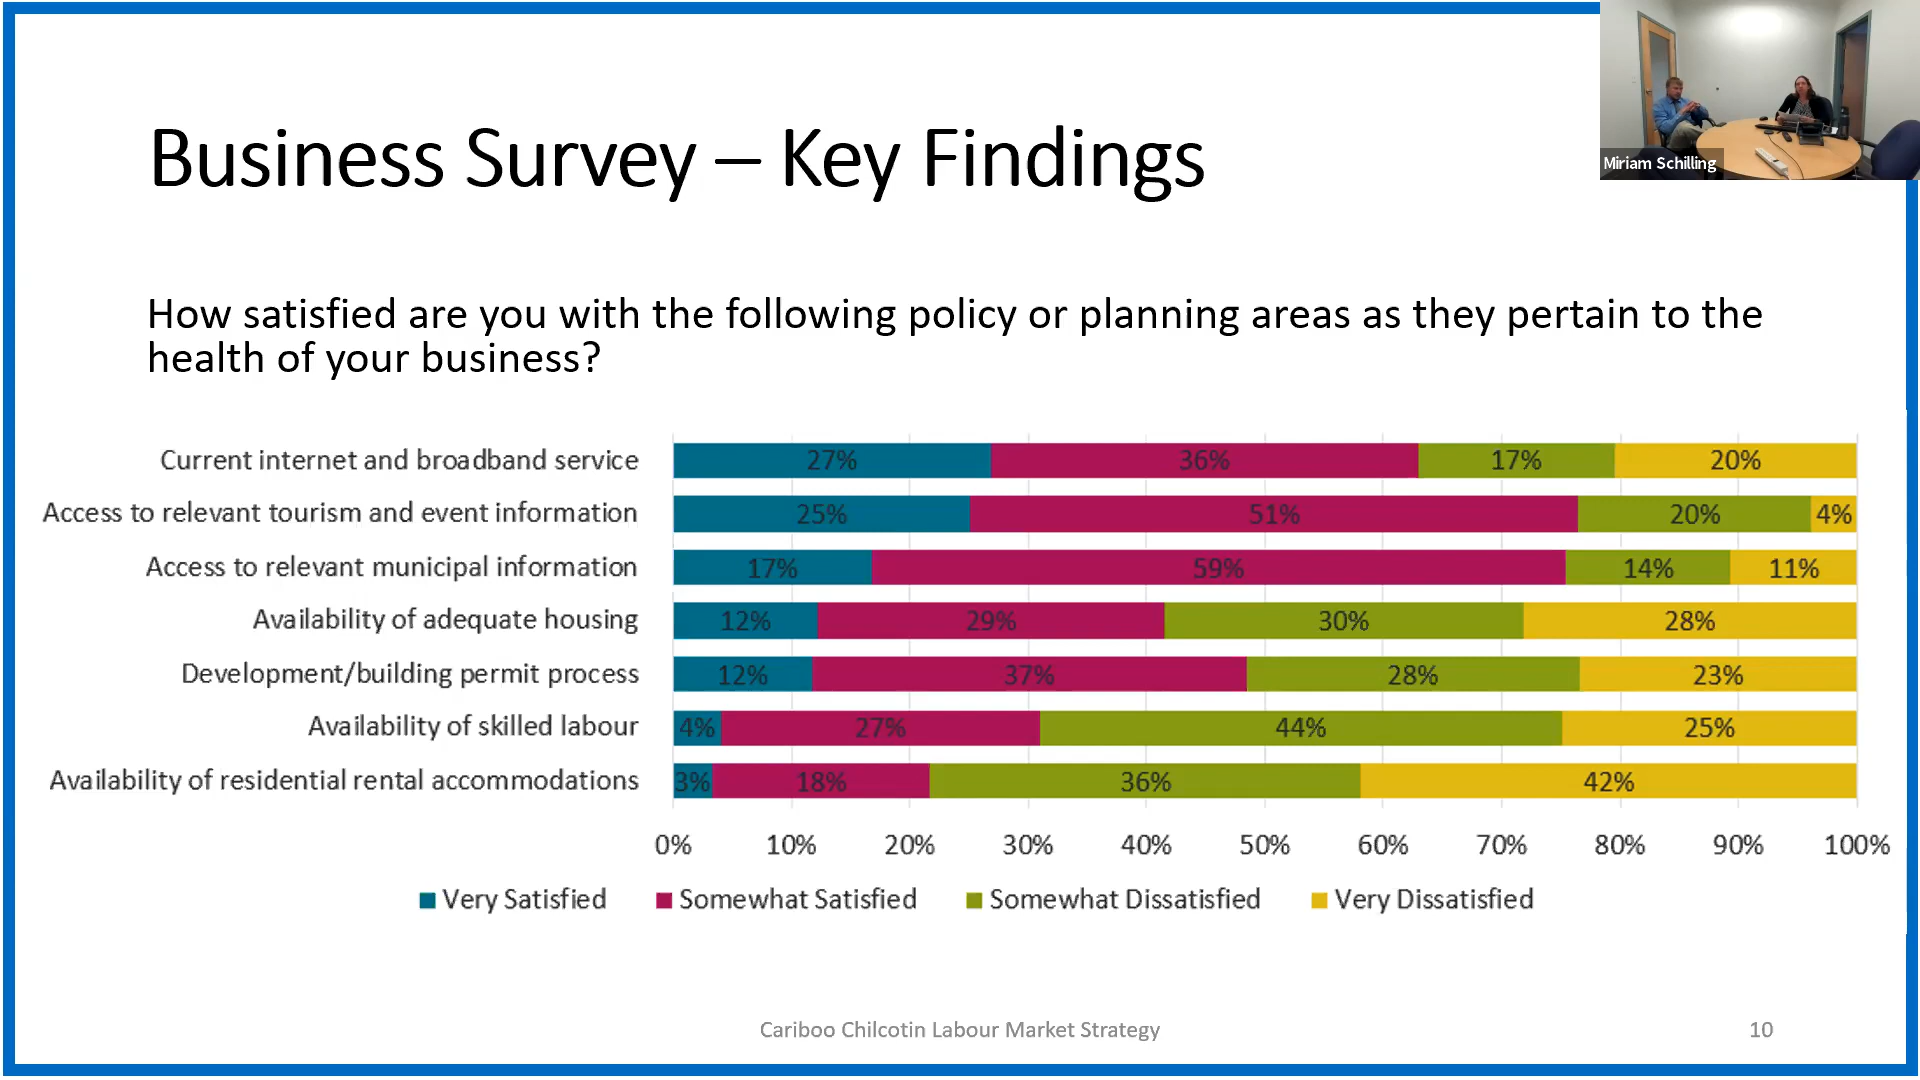 Miriam Schilling
Business Survey – Key Findings
How satisfied are you with the following policy or planning areas as they pertain to the
health of your business?
Current internet and broadband service 27% 36% 17% 20%
Access to relevant tourism and event information 25% 51% 20% 4%
Access to relevant municipal information 17% 59% 14% 11%
Availability of adequate housing 12% 29% 30% 28%
Development/building permit process 12% 37% 28% 23%
Availability of skilled labour 4% 27% 44% 25%
Availability of residential rental accommodations 3% 18% 36% 42%
0% 10% 20% 30% 40% 50% 60% 70% 80% 90% 100%
Very Satisfied Somewhat Satisfied Somewhat Dissatisfied Very Dissatisfied
Cariboo Chilcotin Labour Market Strategy 10